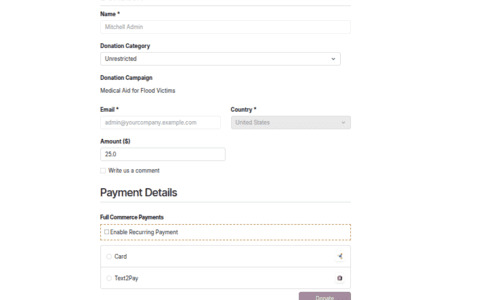 Name *
Mitchell Admin
Donation Category
Unrestricted
Donation Campaign
Medical Aid for Flood Victims
Email *
Country *
admin@yourcompany.example.com
United States
Amount ($)
25.0
Write us a comment
Payment Details
Full Commerce Payments
Enable Recurring Payment
Card
Text2Pay
Donate